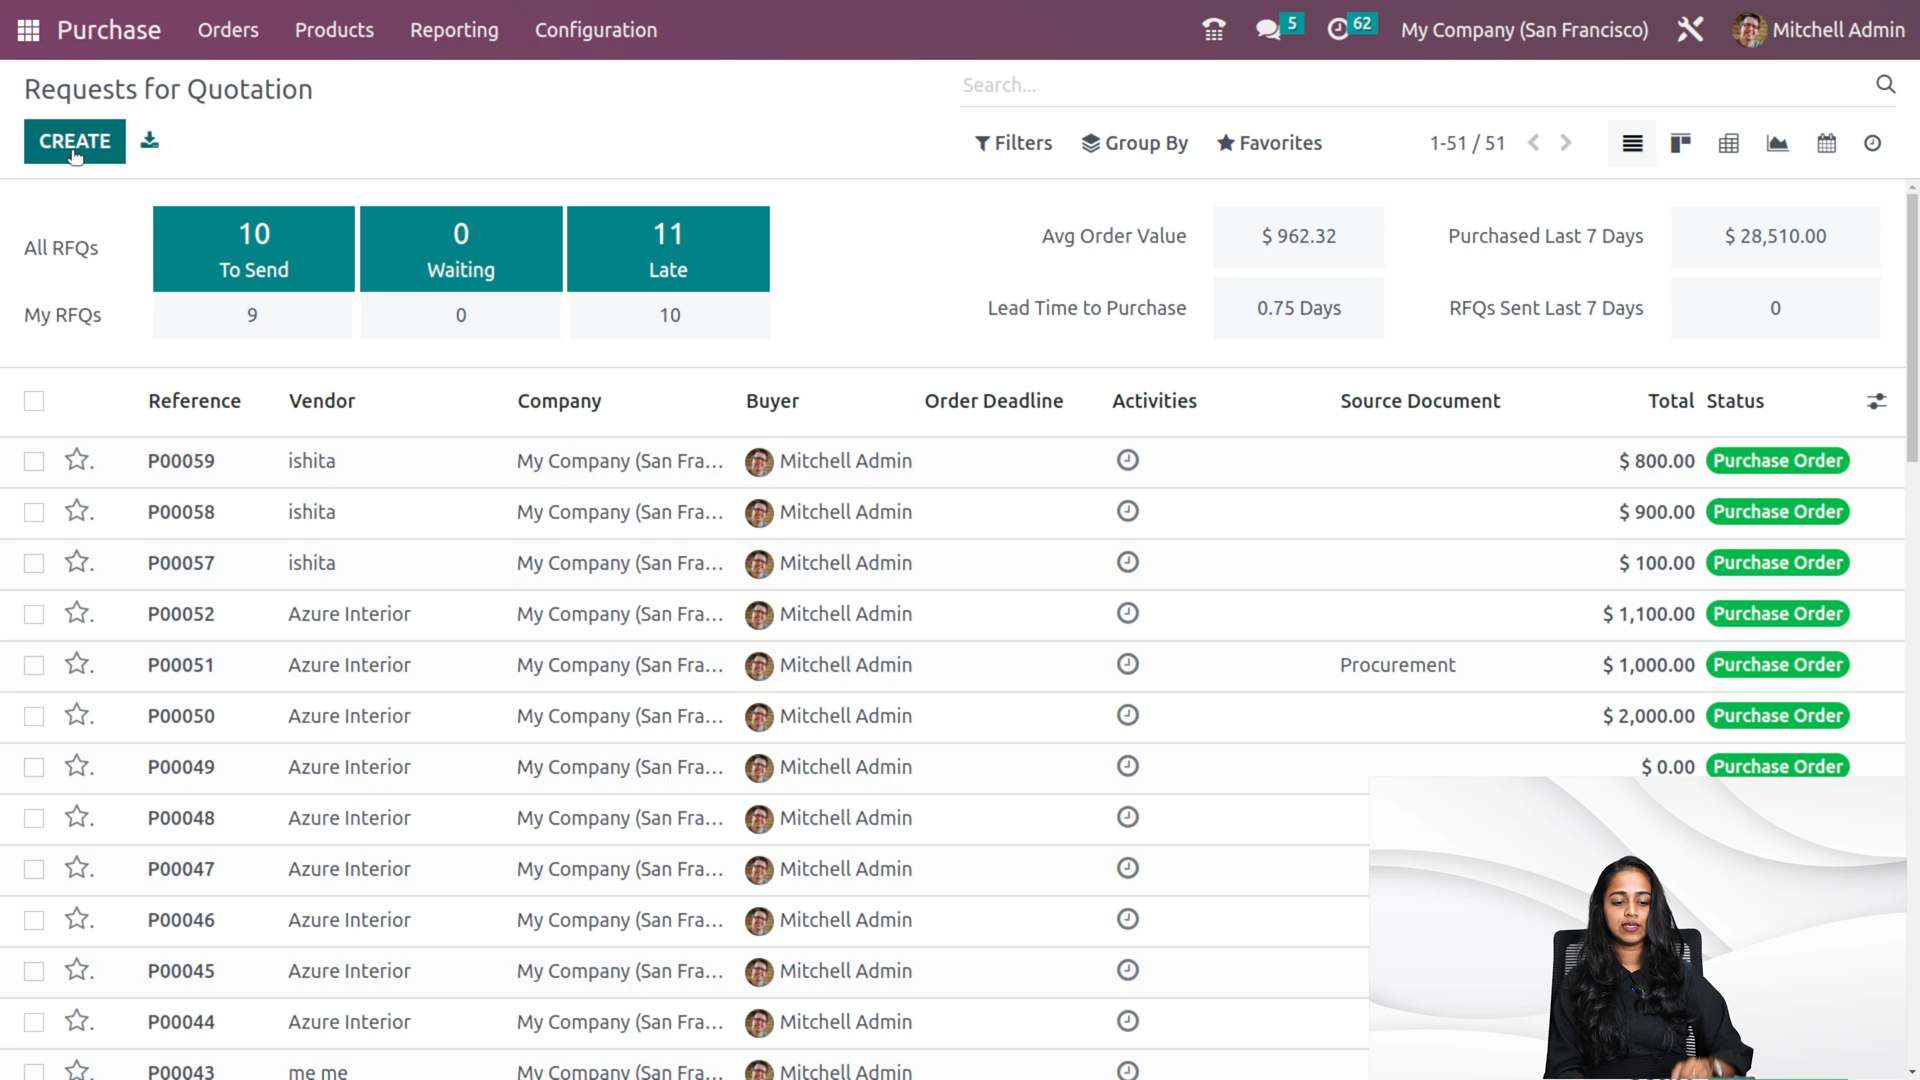 Purchase Orders Products Reporting Configuration 5 62 My Company (San Francisco) Mitchell Admin
Requests for Quotation
Search...
CREATE
Filters Group By Favorites 1-51 / 51
All RFQs 10 To Send 0 Waiting 11 Late
My RFQs 9 0 10
Avg Order Value $ 962.32 Purchased Last 7 Days $ 28,510.00
Lead Time to Purchase 0.75 Days RFQs Sent Last 7 Days 0
Reference Vendor Company Buyer Order Deadline Activities Source Document Total Status
P00059 ishita My Company (San Fra... Mitchell Admin $ 800.00 Purchase Order
P00058 ishita My Company (San Fra... Mitchell Admin $ 900.00 Purchase Order
P00057 ishita My Company (San Fra... Mitchell Admin $ 100.00 Purchase Order
P00052 Azure Interior My Company (San Fra... Mitchell Admin $ 1,100.00 Purchase Order
P00051 Azure Interior My Company (San Fra... Mitchell Admin Procurement $ 1,000.00 Purchase Order
P00050 Azure Interior My Company (San Fra... Mitchell Admin $ 2,000.00 Purchase Order
P00049 Azure Interior My Company (San Fra... Mitchell Admin $ 0.00 Purchase Order
P00048 Azure Interior My Company (San Fra... Mitchell Admin
P00047 Azure Interior My Company (San Fra... Mitchell Admin
P00046 Azure Interior My Company (San Fra... Mitchell Admin
P00045 Azure Interior My Company (San Fra... Mitchell Admin
P00044 Azure Interior My Company (San Fra... Mitchell Admin
P00043 me me My Company (San Fra... Mitchell Admin